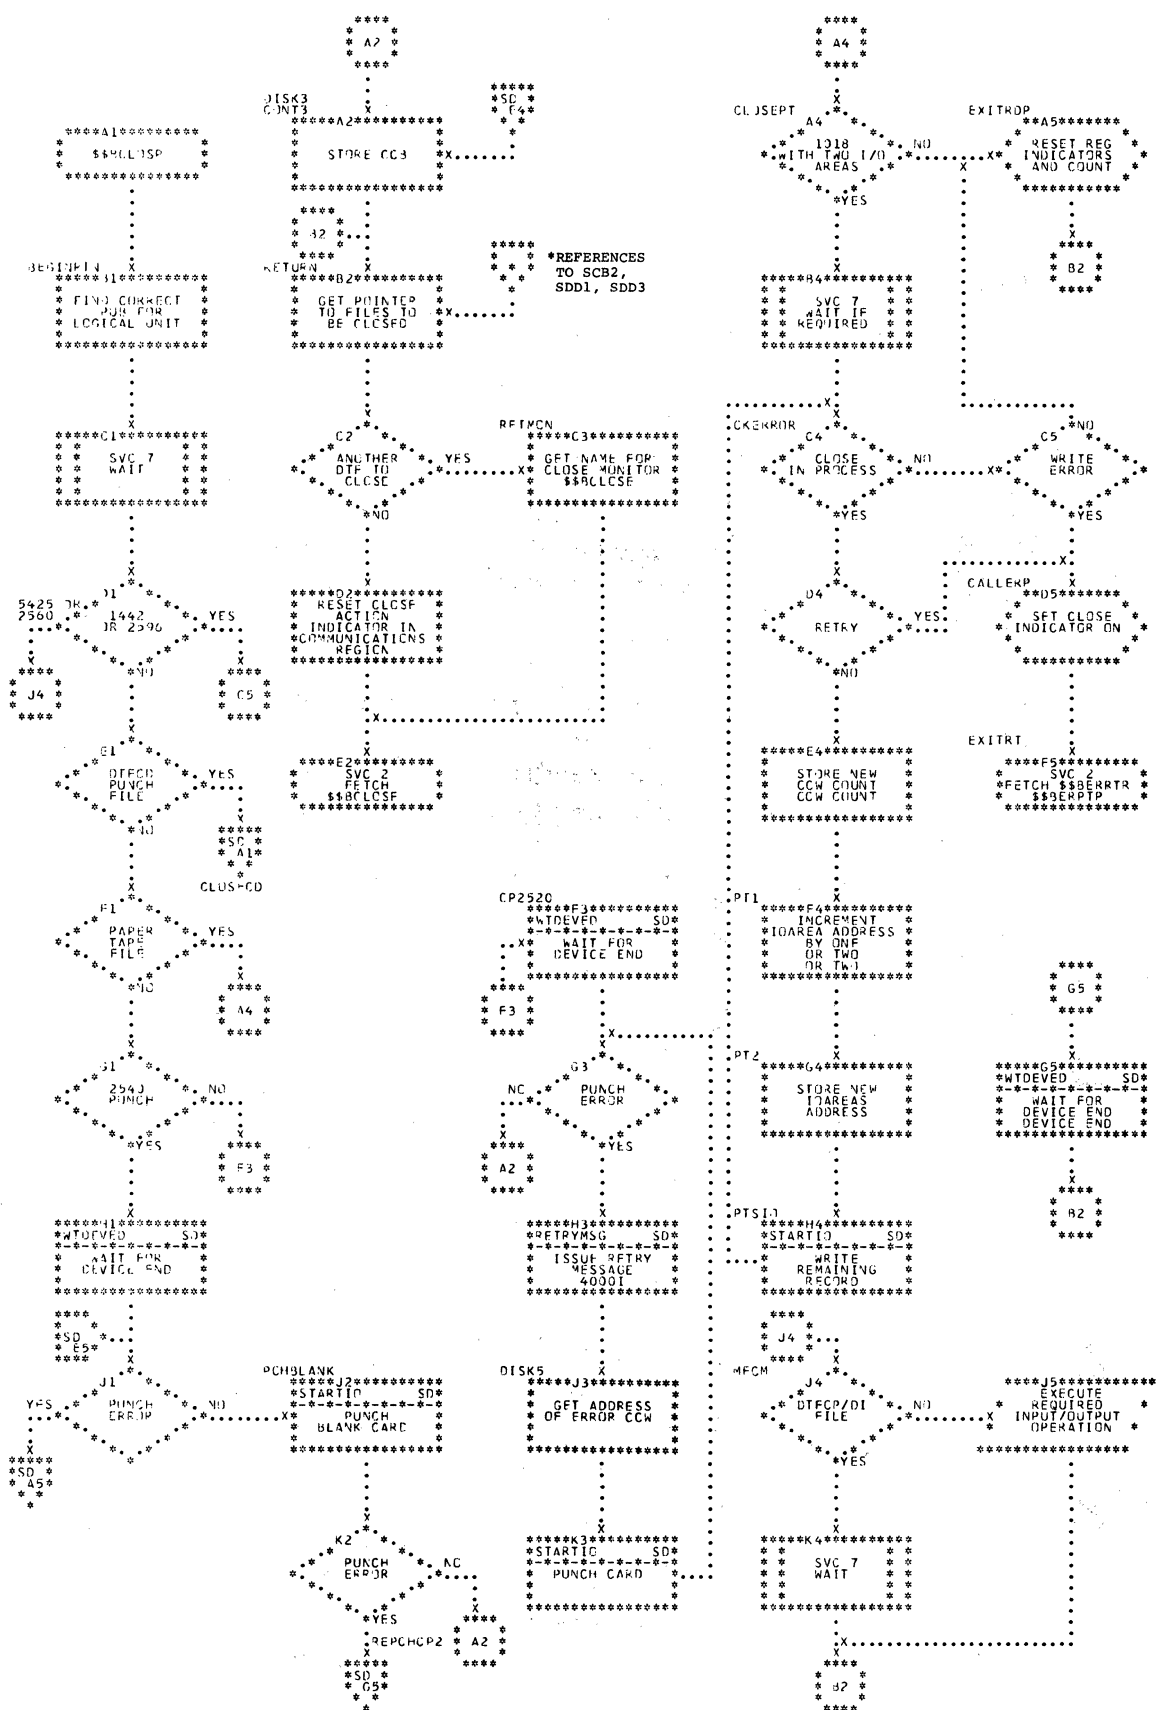 A2
A4
DISK3
CONT3
SD
E4
CLOSEPT
EXITROP
A1
A2
A4
A5
$$BCLOSP
STORE CCB
1018
WITH TWO I/O
AREAS
NO
RESET REG
INDICATORS
AND COUNT
YES
B2
B2
*REFERENCES
TO SCB2,
SDD1, SDD3
BEGINFIN
RETURN
B1
B2
B4
FIND CORRECT
PUB FOR
LOGICAL UNIT
GET POINTER
TO FILES TO
BE CLOSED
SVC 7
WAIT IF
REQUIRED
RETMCN
CKERROR
C1
C2
C3
C4
C5
NO
SVC 7
WAIT
ANOTHER
DTF TO
CLOSE
YES
GET NAME FOR
CLOSE MONITOR
$$BCLCSE
CLOSE
IN PROCESS
NO
WRITE
ERROR
NO
YES
YES
CALLERP
D1
D2
D4
D5
5425 OR
2560
1442
OR 2596
YES
RESET CLOSE
ACTION
INDICATOR IN
COMMUNICATIONS
REGION
RETRY
YES
SET CLOSE
INDICATOR ON
NO
NO
J4
C5
EXITRT
E1
E2
E4
E5
DTFCD
PUNCH
FILE
YES
SVC 2
FETCH
$$BCLOSE
STORE NEW
CCW COUNT
CCW COUNT
SVC 2
FETCH $$BERRTR
$$BERPTP
NO
SD
A1
CLOSECD
CP2520
PT1
F1
F3
F4
PAPER
TAPE
FILE
YES
WTDEVED SD
WAIT FOR
DEVICE END
INCREMENT
IOAREA ADDRESS
BY ONE
OR TWO
OR TWO
NO
A4
F3
G5
PT2
G1
G3
G4
G5
2540
PUNCH
NO
NO
PUNCH
ERROR
STORE NEW
IOAREAS
ADDRESS
WTDEVED SD
WAIT FOR
DEVICE END
DEVICE END
YES
YES
F3
A2
B2
PTSIO
H1
H3
H4
WTDEVED SD
WAIT FOR
DEVICE END
RETRYMSG SD
ISSUE RETRY
MESSAGE
4000I
STARTIO SD
WRITE
REMAINING
RECORD
SD
E5
J4
PCHBLANK
DISK5
MFCM
J1
J2
J3
J4
J5
YES
PUNCH
ERROR
NO
STARTIO SD
PUNCH
BLANK CARD
GET ADDRESS
OF ERROR CCW
DTFCP/DI
FILE
NO
EXECUTE
REQUIRED
INPUT/OUTPUT
OPERATION
YES
SD
A5
K2
K3
K4
PUNCH
ERROR
NO
STARTIO SD
PUNCH CARD
SVC 7
WAIT
YES
REPCHCP2
A2
SD
G5
B2